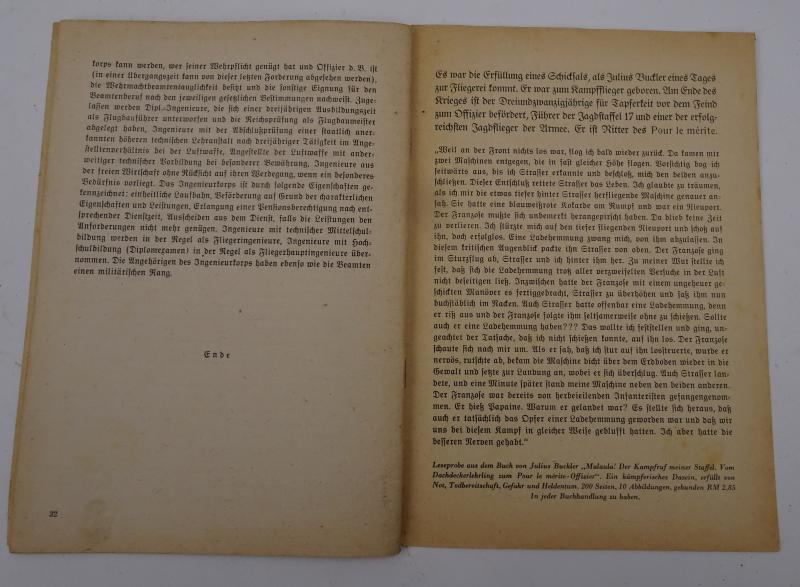 korps kann werden, wer seiner Wehrpflicht genügt hat und Offizier d. B. ist
(in einer Übergangszeit kann von dieser letzten Forderung abgesehen werden),
die Wehrmachtbeamtentauglichkeit besitzt und die sonstige Eignung für den
Beamtenberuf nach den jeweiligen gesetzlichen Bestimmungen nachweist. Zuge-
lassen werden Dipl.-Ingenieure, die sich einer dreijährigen Ausbildungszeit
als Flugbauführer unterworfen und die Reichsprüfung als Flugbaumeister
abgelegt haben, Ingenieure mit der Abschlußprüfung einer staatlich aner-
kannten höheren technischen Lehranstalt nach dreijähriger Tätigkeit im Ange-
stelltenverhältnis bei der Luftwaffe, Angestellte der Luftwaffe mit ander-
weitiger technischer Vorbildung bei besonderer Bewährung, Ingenieure aus
der freien Wirtschaft ohne Rücksicht auf ihren Werdegang, wenn ein besonderes
Bedürfnis vorliegt. Das Ingenieurkorps ist durch folgende Eigenschaften ge-
kennzeichnet: einheitliche Laufbahn, Beförderung auf Grund der charakterlichen
Eigenschaften und Leistungen, Erlangung einer Pensionsberechtigung nach ent-
sprechender Dienstzeit, Ausscheiden aus dem Dienst, falls die Leistungen den
Anforderungen nicht mehr genügen. Ingenieure mit technischer Mittelschul-
bildung werden in der Regel als Fliegeringenieure, Ingenieure mit Hoch-
schulbildung (Diplomexamen) in der Regel als Fliegerhauptingenieure über-
nommen. Die Angehörigen des Ingenieurkorps haben ebenso wie die Beamten
einen militärischen Rang.
Ende
32
Es war die Erfüllung eines Schicksals, als Julius Buckler eines Tages
zur Fliegerei kommt. Er war zum Kampfflieger geboren. Am Ende des
Krieges ist der Dreiundzwanzigjährige für Tapferkeit vor dem Feind
zum Offizier befördert, Führer der Jagdstaffel 17 und einer der erfolg-
reichsten Jagdflieger der Armee. Er ist Ritter des Pour le mérite.
„Weil an der Front nichts los war, flog ich bald wieder zurück. Da kamen mir
zwei Maschinen entgegen, die in fast gleicher Höhe flogen. Vorsichtig bog ich
seitwärts aus, bis ich Strasser erkannte und beschloß, mich den beiden anzu-
schließen. Dieser Entschluß rettete Strasser das Leben. Ich glaubte zu träumen,
als ich mir die etwas tiefer hinter Strasser herfliegende Maschine genauer an-
sah. Sie hatte eine blauweißrote Kokarde am Rumpf und war ein Nieuport.
Der Franzose mußte sich unbemerkt herangepirscht haben. Da blieb keine Zeit
zu verlieren. Ich stürzte mich auf den tiefer fliegenden Nieuport und schoß auf
ihn, doch erfolglos. Eine Ladehemmung zwang mich, von ihm abzulassen. In
diesem kritischen Augenblick packte ihn Strasser von oben. Der Franzose ging
im Sturzflug ab, Strasser und ich hinter ihm her. Zu meiner Wut stellte ich
fest, daß sich die Ladehemmung trotz aller verzweifelten Versuche in der Luft
nicht beseitigen ließ. Inzwischen hatte der Franzose mit einem ungeheuer ge-
schickten Manöver es fertiggebracht, Strasser zu überhöhen und saß ihm nun
buchstäblich im Nacken. Auch Strasser hatte offenbar eine Ladehemmung, denn
er riß aus und der Franzose folgte ihm seltsamerweise ohne zu schießen. Sollte
auch er eine Ladehemmung haben??? Das wollte ich feststellen und ging, un-
geachtet der Tatsache, daß ich nicht schießen konnte, auf ihn los. Der Franzose
schaute sich nach mir um. Als er sah, daß ich stur auf ihn lossteuerte, wurde er
nervös, rutschte ab, bekam die Maschine dicht über dem Erdboden wieder in die
Gewalt und setzte zur Landung an, wobei er sich überschlug. Auch Strasser lan-
dete, und eine Minute später stand meine Maschine neben den beiden anderen.
Der Franzose war bereits von herbeieilenden Infanteristen gefangengenom-
men. Er hieß Papaine. Warum er gelandet war? Es stellte sich heraus, daß
auch er tatsächlich das Opfer einer Ladehemmung geworden war und daß wir
uns bei diesem Kampf in gleicher Weise geblufft hatten. Ich aber hatte die
besseren Nerven gehabt.“
Leseprobe aus dem Buch von Julius Buckler „Malaula! Der Kampfruf meiner Staffel. Vom
Dachdeckerlehrling zum Pour le mérite-Offizier“. Ein kämpferisches Dasein, erfüllt von
Not, Todbereitschaft, Gefahr und Heldentum. 200 Seiten, 10 Abbildungen, gebunden RM 2,85
In jeder Buchhandlung zu haben.